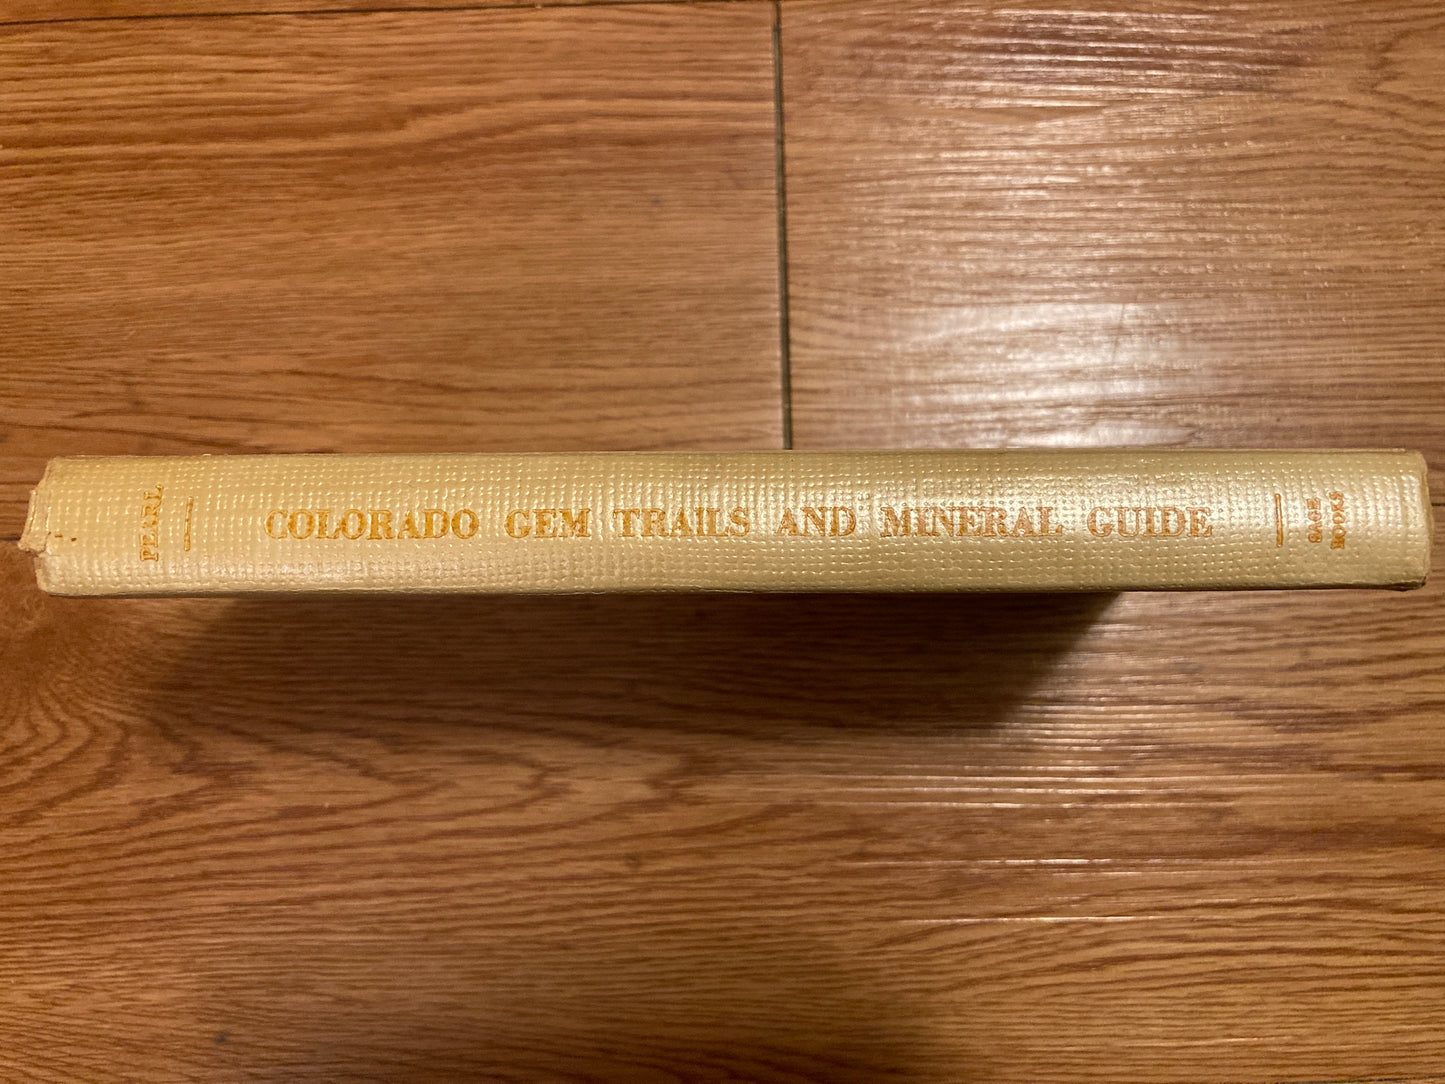 PEARL
COLORADO GEM TRAILS AND MINERAL GUIDE
SAGE
BOOKS